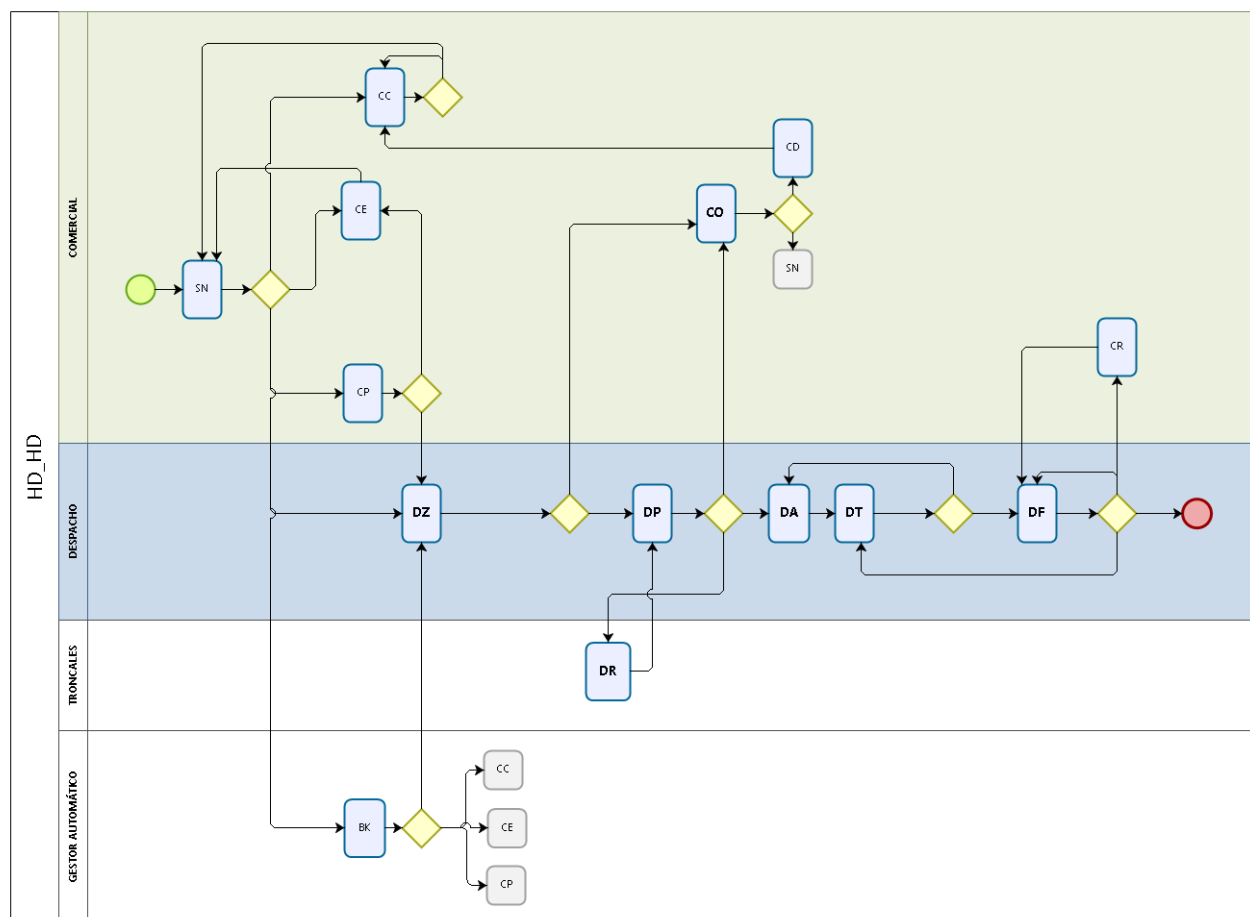 HD_HD
COMERCIAL
CC
CD
CE
CO
SN
SN
CR
CP
DESPACHO
DZ
DP
DA
DT
DF
TRONCALES
DR
GESTOR AUTOMÁTICO
CC
BK
CE
CP